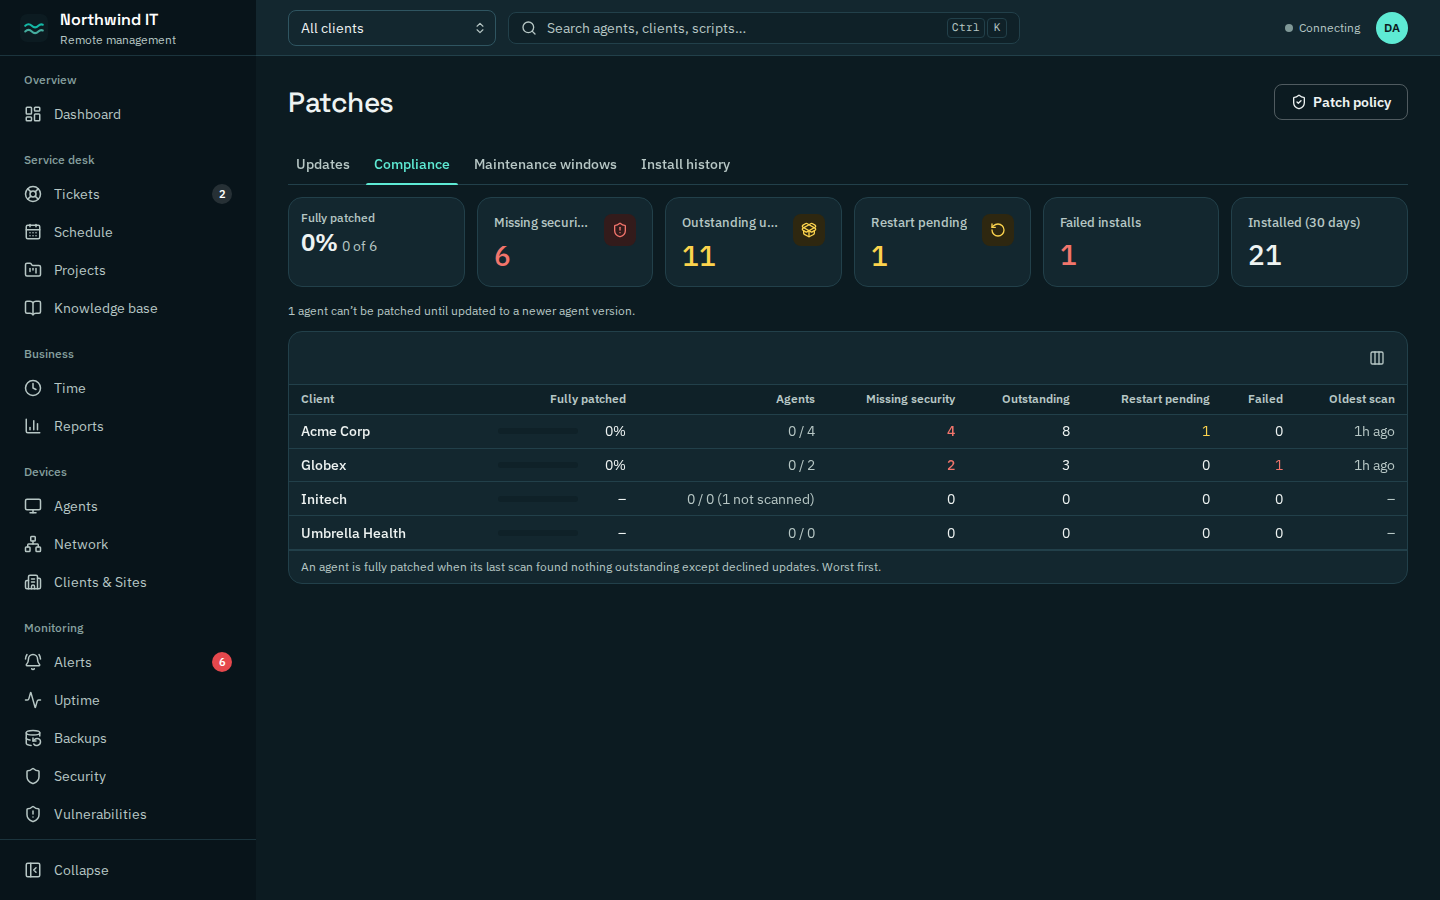 Northwind IT
Remote management
All clients
Search agents, clients, scripts...
Ctrl K
Connecting
DA
Overview
Dashboard
Service desk
Tickets 2
Schedule
Projects
Knowledge base
Business
Time
Reports
Devices
Agents
Network
Clients & Sites
Monitoring
Alerts 6
Uptime
Backups
Security
Vulnerabilities
Collapse
Patches
Patch policy
Updates Compliance Maintenance windows Install history
Fully patched
0% 0 of 6
Missing securi...
6
Outstanding u...
11
Restart pending
1
Failed installs
1
Installed (30 days)
21
1 agent can't be patched until updated to a newer agent version.
Client Fully patched Agents Missing security Outstanding Restart pending Failed Oldest scan
Acme Corp 0% 0 / 4 4 8 1 0 1h ago
Globex 0% 0 / 2 2 3 0 1 1h ago
Initech – 0 / 0 (1 not scanned) 0 0 0 0 –
Umbrella Health – 0 / 0 0 0 0 0 –
An agent is fully patched when its last scan found nothing outstanding except declined updates. Worst first.